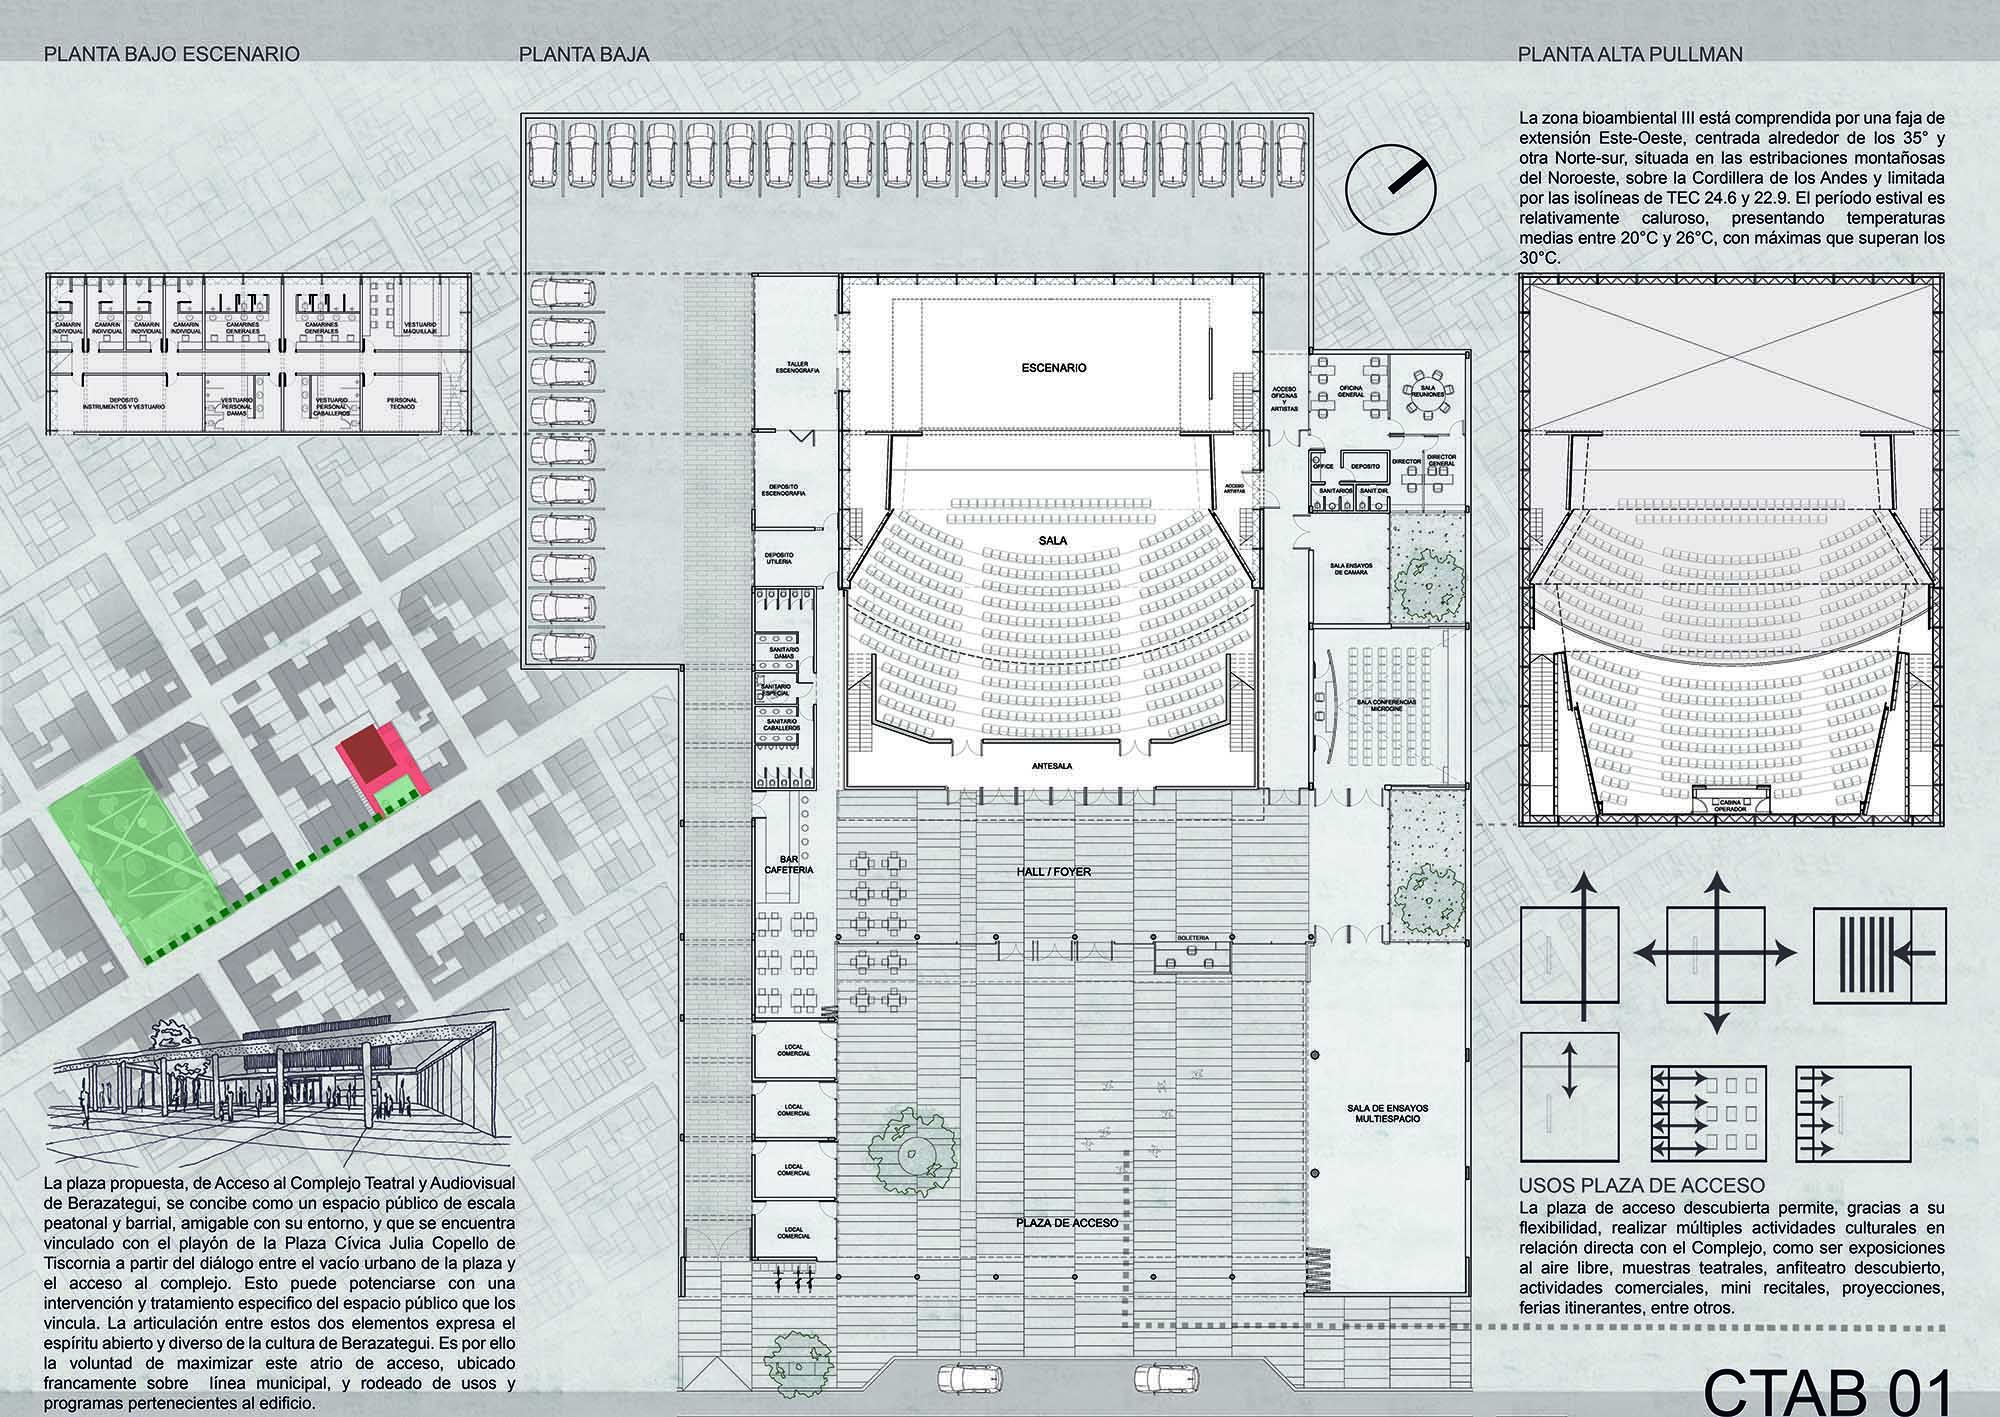 PLANTA BAJO ESCENARIO
PLANTA BAJA
PLANTA ALTA PULLMAN
La zona bioambiental III está comprendida por una faja de
extensión Este-Oeste, centrada alrededor de los 35° y
otra Norte-sur, situada en las estribaciones montañosas
del Noroeste, sobre la Cordillera de los Andes y limitada
por las isolíneas de TEC 24.6 y 22.9. El período estival es
relativamente caluroso, presentando temperaturas
medias entre 20°C y 26°C, con máximas que superan los
30°C.
CAMARIN
INDIVIDUAL
CAMARIN
INDIVIDUAL
CAMARIN
INDIVIDUAL
CAMARIN
INDIVIDUAL
CAMARINES
GENERALES
CAMARINES
GENERALES
VESTUARIO
MAQUILLAJE
DEPOSITO
INSTRUMENTOS Y VESTUARIO
VESTUARIO
PERSONAL
DAMAS
VESTUARIO
PERSONAL
CABALLEROS
PERSONAL
TECNICO
TALLER
ESCENOGRAFIA
ESCENARIO
ACCESO
OFICINAS
Y
ARTISTAS
OFICINA
GENERAL
SALA
REUNIONES
OFFICE
DEPOSITO
DIRECTOR
DIRECTOR
GENERAL
SANITARIOS
SANIT.DIR.
DEPOSITO
ESCENOGRAFIA
ACCESO
ARTISTAS
DEPOSITO
UTILERIA
SALA
SALA ENSAYOS
DE CAMARA
SANITARIO
DAMAS
SANITARIO
ESPECIAL
SANITARIO
CABALLEROS
SALA CONFERENCIAS
MICROCINE
ANTESALA
CABINA
OPERADOR
BAR
CAFETERIA
HALL / FOYER
BOLETERIA
LOCAL
COMERCIAL
LOCAL
COMERCIAL
LOCAL
COMERCIAL
LOCAL
COMERCIAL
SALA DE ENSAYOS
MULTIESPACIO
PLAZA DE ACCESO
La plaza propuesta, de Acceso al Complejo Teatral y Audiovisual
de Berazategui, se concibe como un espacio público de escala
peatonal y barrial, amigable con su entorno, y que se encuentra
vinculado con el playón de la Plaza Cívica Julia Copello de
Tiscornia a partir del diálogo entre el vacío urbano de la plaza y
el acceso al complejo. Esto puede potenciarse con una
intervención y tratamiento especifico del espacio público que los
vincula. La articulación entre estos dos elementos expresa el
espíritu abierto y diverso de la cultura de Berazategui. Es por ello
la voluntad de maximizar este atrio de acceso, ubicado
francamente sobre línea municipal, y rodeado de usos y
programas pertenecientes al edificio.
USOS PLAZA DE ACCESO
La plaza de acceso descubierta permite, gracias a su
flexibilidad, realizar múltiples actividades culturales en
relación directa con el Complejo, como ser exposiciones
al aire libre, muestras teatrales, anfiteatro descubierto,
actividades comerciales, mini recitales, proyecciones,
ferias itinerantes, entre otros.
CTAB 01